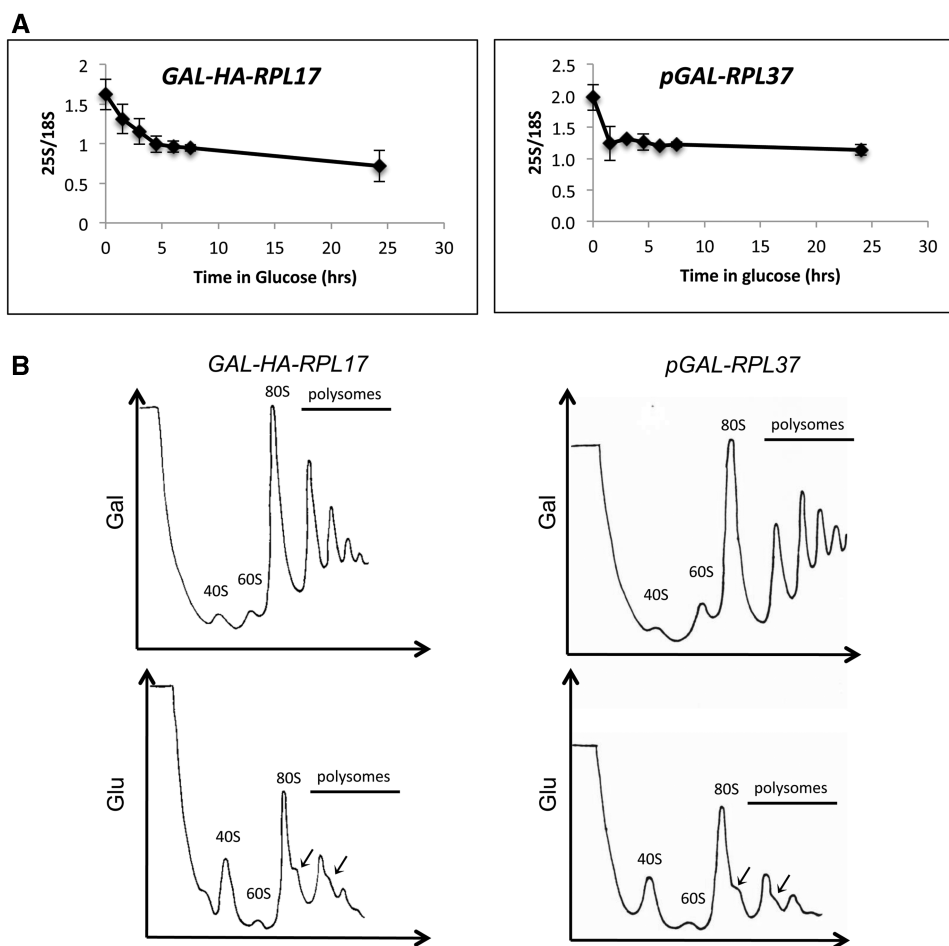 A
GAL-HA-RPL17
25S/18S
2
1.5
1
0.5
0
0 5 10 15 20 25 30
Time in Glucose (hrs)
pGAL-RPL37
25S/18S
2.5
2.0
1.5
1.0
0.5
0.0
0 5 10 15 20 25 30
Time in glucose (hrs)
B
GAL-HA-RPL17
Gal
40S
60S
80S
polysomes
pGAL-RPL37
Gal
40S
60S
80S
polysomes
Glu
40S
60S
80S
polysomes
Glu
40S
60S
80S
polysomes